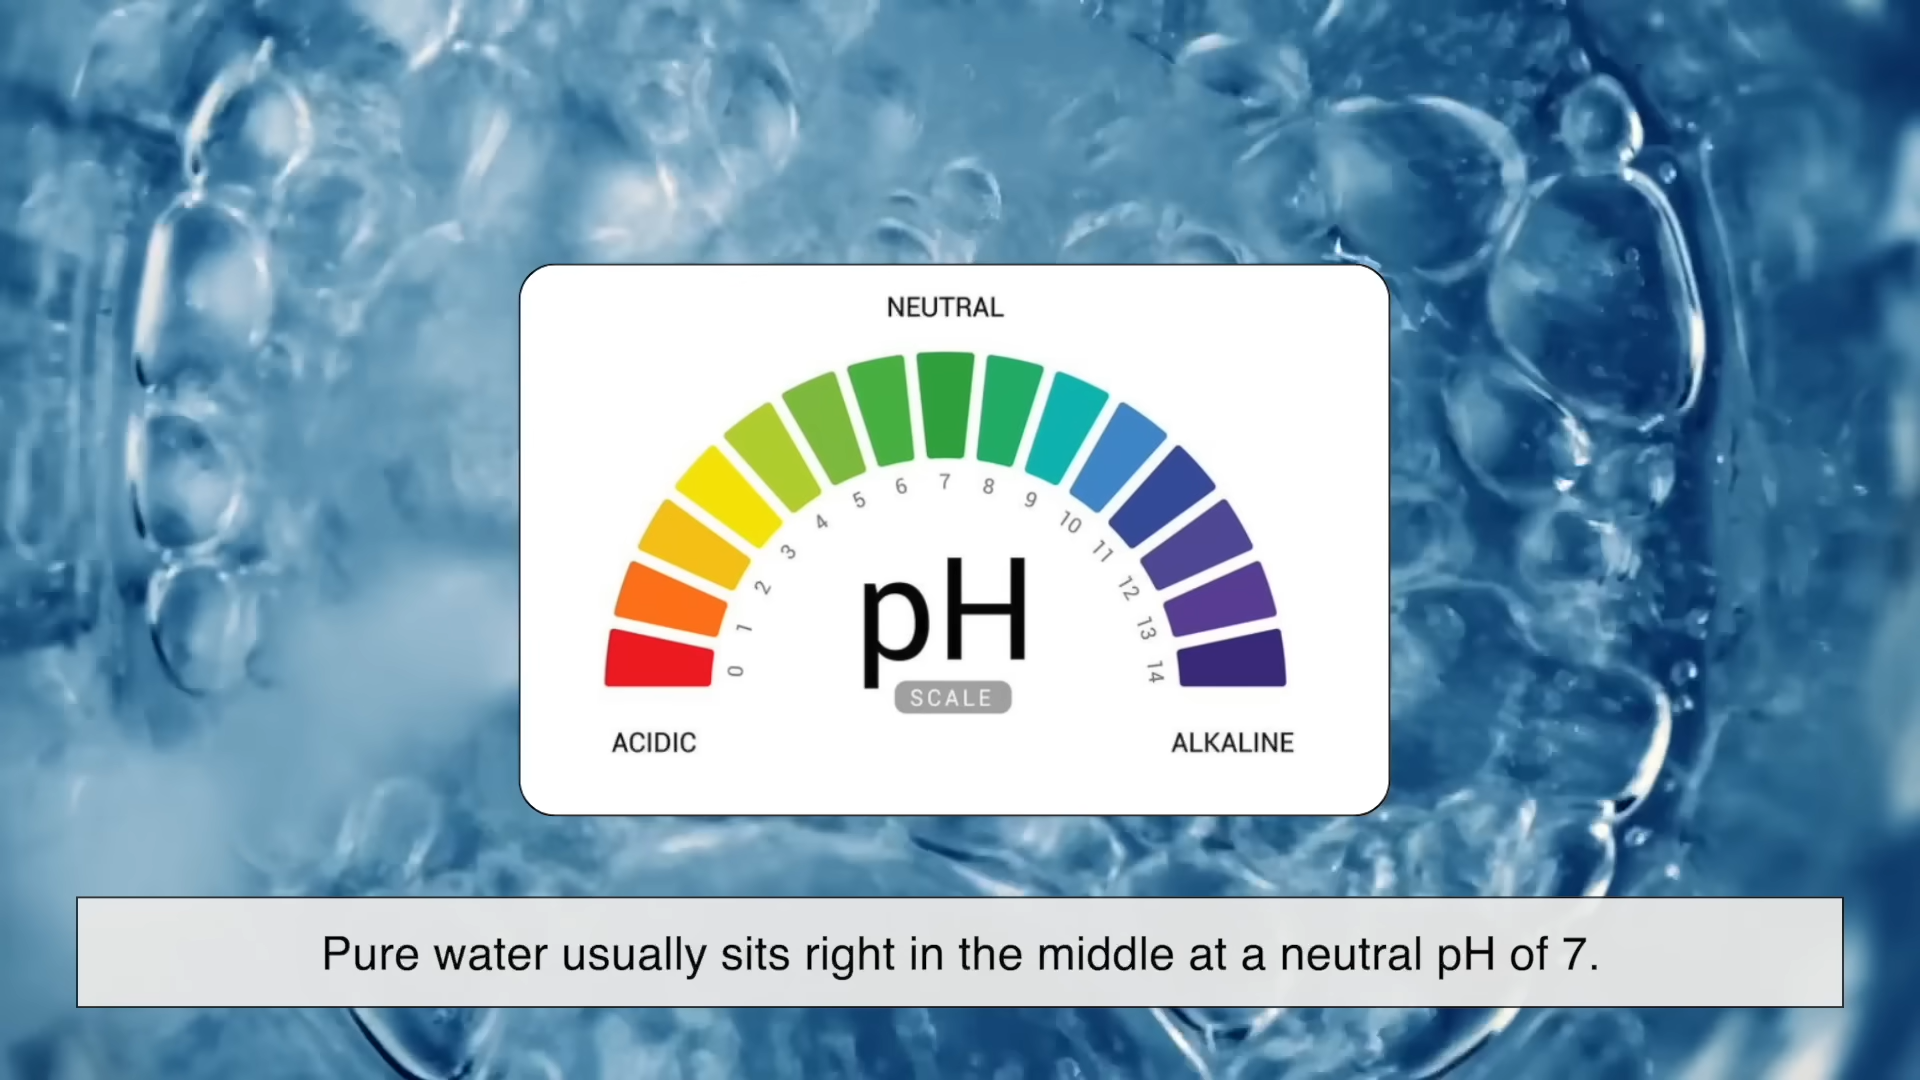 NEUTRAL
0 1 2 3 4 5 6 7 8 9 10 11 12 13 14
pH
SCALE
ACIDIC
ALKALINE
Pure water usually sits right in the middle at a neutral pH of 7.